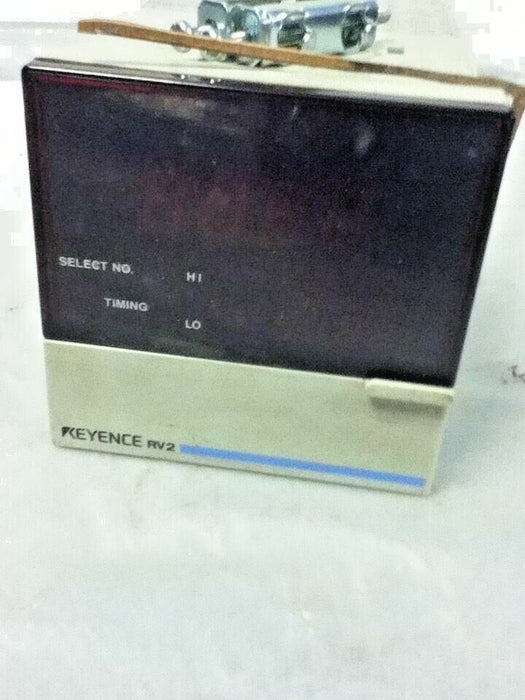 SELECT NO.
HI
TIMING
LO
KEYENCE RV2